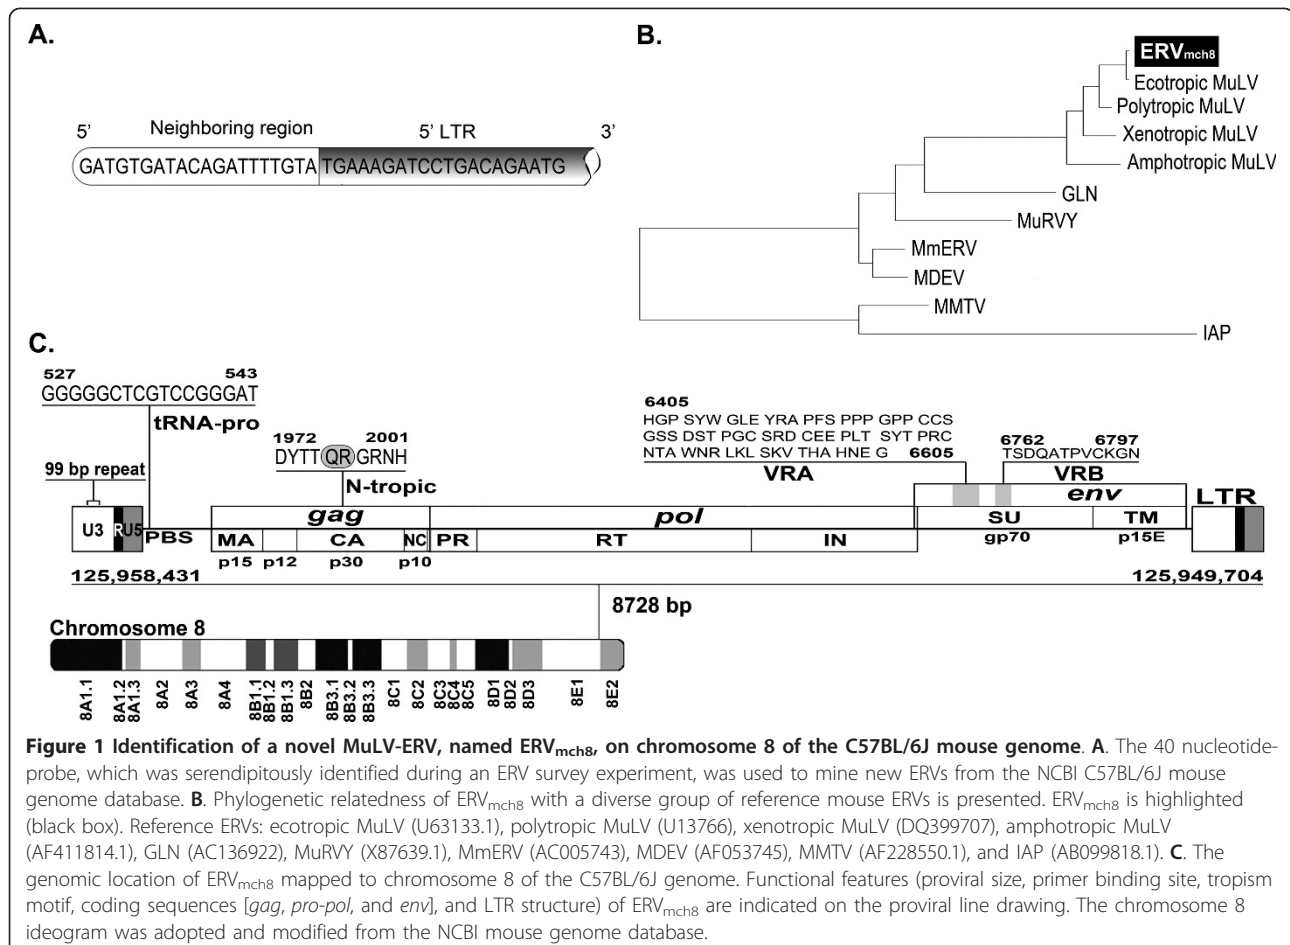 A.
5' Neighboring region 5' LTR 3'
GATGTGATACAGATTTTGTA TGAAAGATCCTGACAGAATG
B.
ERVmch8
Ecotropic MuLV
Polytropic MuLV
Xenotropic MuLV
Amphotropic MuLV
GLN
MuRVY
MmERV
MDEV
MMTV
IAP
C.
527 543
GGGGGCTCGTCCGGGAT
tRNA-pro
1972 2001
DYTT QR GRNH
N-tropic
6405
HGP SYW GLE YRA PFS PPP GPP CCS
GSS DST PGC SRD CEE PLT SYT PRC
NTA WNR LKL SKV THA HNE G 6605
VRA
6762 6797
TSDQATPVCKGN
VRB
99 bp repeat
U3 R U5 PBS
gag pol env LTR
MA CA NC PR RT IN SU TM
p15 p12 p30 p10 gp70 p15E
125,958,431 125,949,704
8728 bp
Chromosome 8
8A1.1 8A1.2 8A1.3 8A2 8A3 8A4 8B1.1 8B1.2 8B1.3 8B2 8B3.1 8B3.2 8B3.3 8C1 8C2 8C3 8C4 8C5 8D1 8D2 8D3 8E1 8E2
Figure 1 Identification of a novel MuLV-ERV, named ERVmch8, on chromosome 8 of the C57BL/6J mouse genome. A. The 40 nucleotide-
probe, which was serendipitously identified during an ERV survey experiment, was used to mine new ERVs from the NCBI C57BL/6J mouse
genome database. B. Phylogenetic relatedness of ERVmch8 with a diverse group of reference mouse ERVs is presented. ERVmch8 is highlighted
(black box). Reference ERVs: ecotropic MuLV (U63133.1), polytropic MuLV (U13766), xenotropic MuLV (DQ399707), amphotropic MuLV
(AF411814.1), GLN (AC136922), MuRVY (X87639.1), MmERV (AC005743), MDEV (AF053745), MMTV (AF228550.1), and IAP (AB099818.1). C. The
genomic location of ERVmch8 mapped to chromosome 8 of the C57BL/6J genome. Functional features (proviral size, primer binding site, tropism
motif, coding sequences [gag, pro-pol, and env], and LTR structure) of ERVmch8 are indicated on the proviral line drawing. The chromosome 8
ideogram was adopted and modified from the NCBI mouse genome database.